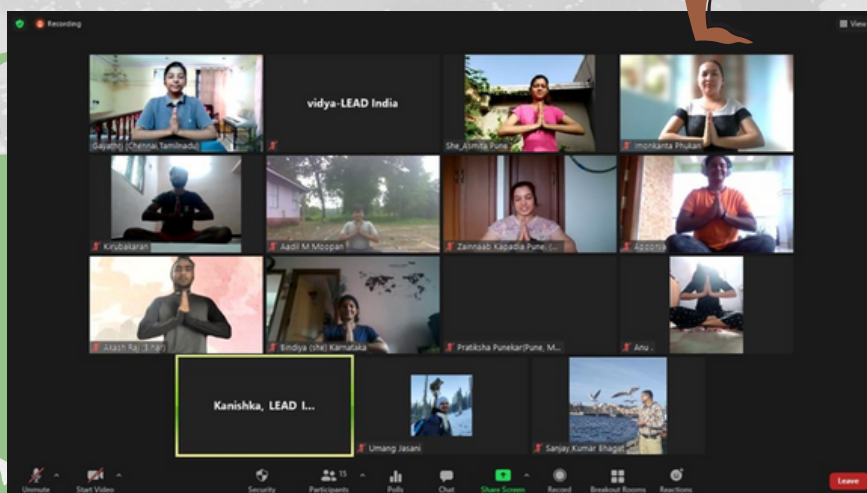 Recording
View
Gayathri (Chennai, Tamilnadu)
vidya-LEAD India
She_Asmita Pune
Imonkanta Phukan
Kirubakaran
Aadil M Moopan
Zainnaab Kapadia Pune, (...
Apoorva
Akash Raj (Bihar)
Bindiya (she) Karnataka
Pratiksha Punekar(Pune, M...
Anu .
Kanishka, LEAD I...
Umang Jasani
Sanjay Kumar Bhagat
Unmute
Start Video
Security
15
Participants
Polls
Chat
Share Screen
Record
Breakout Rooms
Reactions
Leave